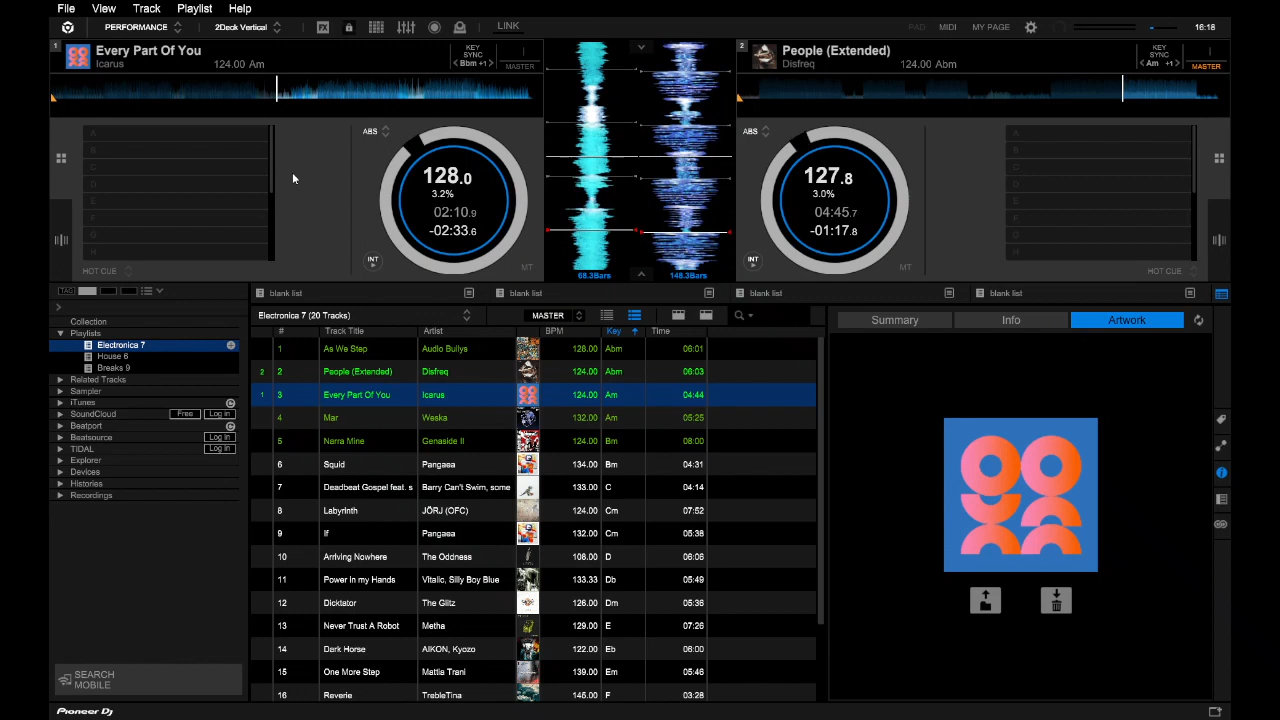 File View Track Playlist Help
PERFORMANCE 2Deck Vertical FX LINK PAD MIDI MY PAGE 16:18
1 Every Part Of You KEY SYNC
Icarus 124.00 Am Bbm +1 MASTER
2 People (Extended) KEY SYNC
Disfreq 124.00 Abm Am +1 MASTER
A
B
C
D
E
F
G
H
HOT CUE
ABS
128.0
3.2%
02:10.9
-02:33.6
INT
MT
68.3Bars 148.3Bars
ABS
127.8
3.0%
04:45.7
-01:17.8
INT
MT
A
B
C
D
E
F
G
H
HOT CUE
TAG
Collection
Playlists
Electronica 7
House 6
Breaks 9
Related Tracks
Sampler
iTunes
SoundCloud Free Log in
Beatport
Beatsource Log in
TIDAL Log in
Explorer
Devices
Histories
Recordings
SEARCH
MOBILE
blank list blank list blank list blank list
Electronica 7 (20 Tracks) MASTER
# Track Title Artist BPM Key Time
1 As We Step Audio Bullys 128.00 Abm 06:01
2 2 People (Extended) Disfreq 124.00 Abm 06:03
1 3 Every Part Of You Icarus 124.00 Am 04:44
4 Mar Weska 132.00 Am 05:25
5 Narra Mine Genaside II 124.00 Bm 08:00
6 Squid Pangaea 134.00 Bm 04:31
7 Deadbeat Gospel feat. s Barry Can't Swim, some 133.00 C 04:14
8 Labyrinth JÖRJ (OFC) 124.00 Cm 07:52
9 If Pangaea 132.00 Cm 05:38
10 Arriving Nowhere The Oddness 108.00 D 06:06
11 Power in my Hands Vitalic, Silly Boy Blue 133.33 Db 05:49
12 Dicktator The Glitz 126.00 Dm 05:36
13 Never Trust A Robot Metha 129.00 E 07:26
14 Dark Horse AIKON, Kyozo 122.00 Eb 06:00
15 One More Step Mattia Trani 139.00 Em 05:46
16 Reverie TrebleTina 145.00 F 03:28
Summary Info Artwork
Pioneer Dj